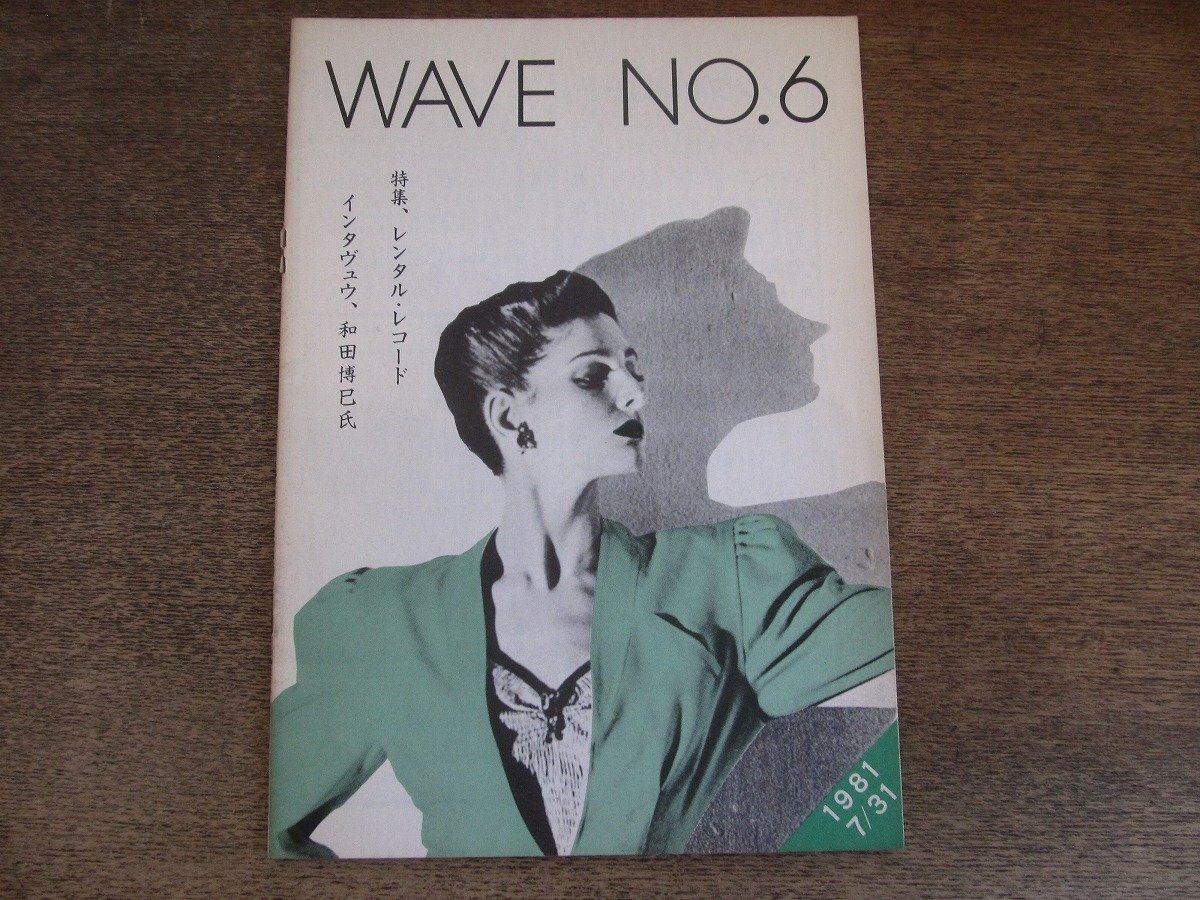 WAVE NO.6
特集、レンタル・レコード
インタヴュウ、和田博巳氏
1981
7/31